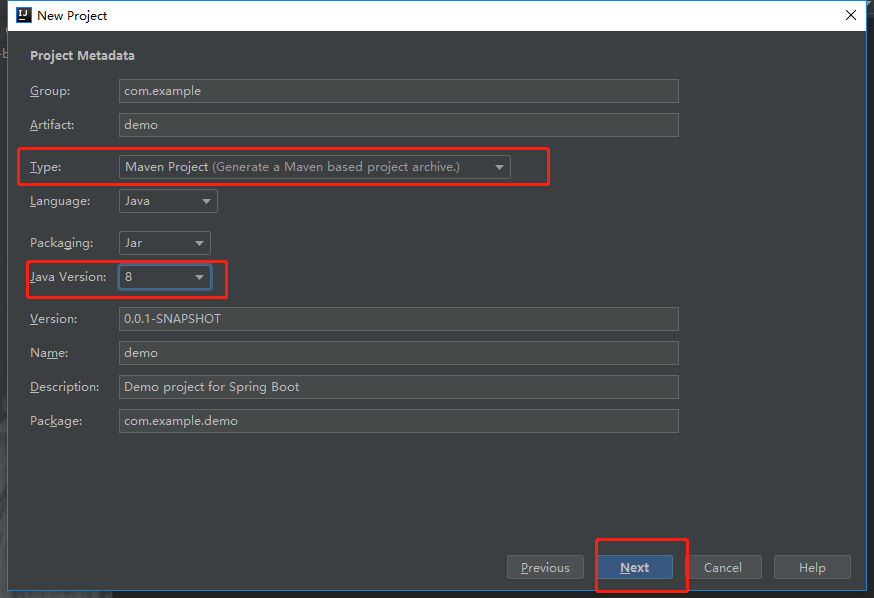 New Project
Project Metadata
Group: com.example
Artifact: demo
Type: Maven Project (Generate a Maven based project archive.)
Language: Java
Packaging: Jar
Java Version: 8
Version: 0.0.1-SNAPSHOT
Name: demo
Description: Demo project for Spring Boot
Package: com.example.demo
Previous Next Cancel Help